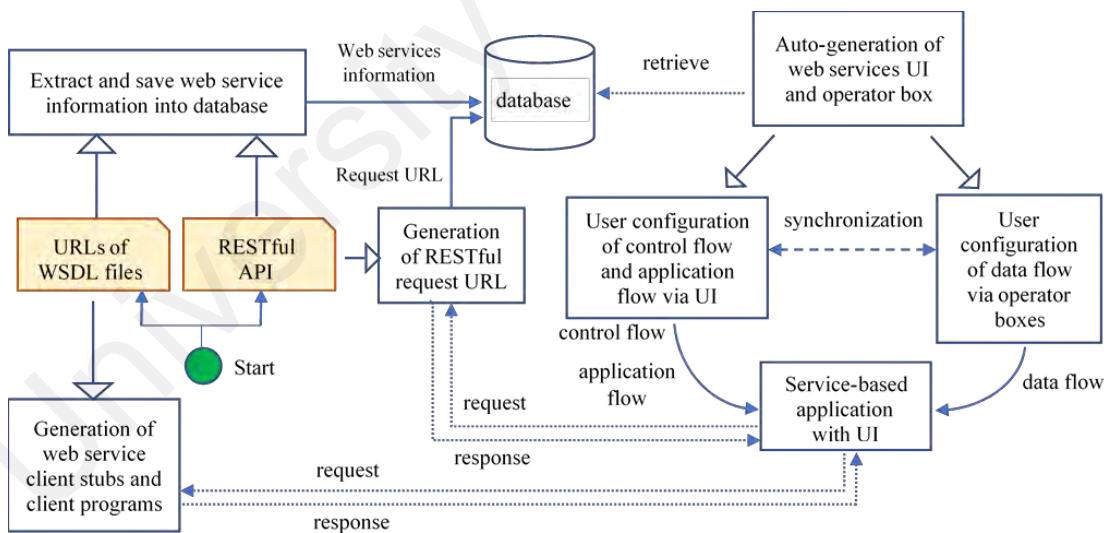 Extract and save web service
information into database
Web services
information
database
retrieve
Auto-generation of
web services UI
and operator box
Request URL
URLs of
WSDL files
RESTful
API
Generation
of RESTful
request URL
User configuration
of control flow
and application
flow via UI
synchronization
User
configuration
of data flow
via operator
boxes
Start
control flow
application
flow
data flow
Service-based
application
with UI
request
response
Generation of
web service
client stubs and
client programs
request
response
University